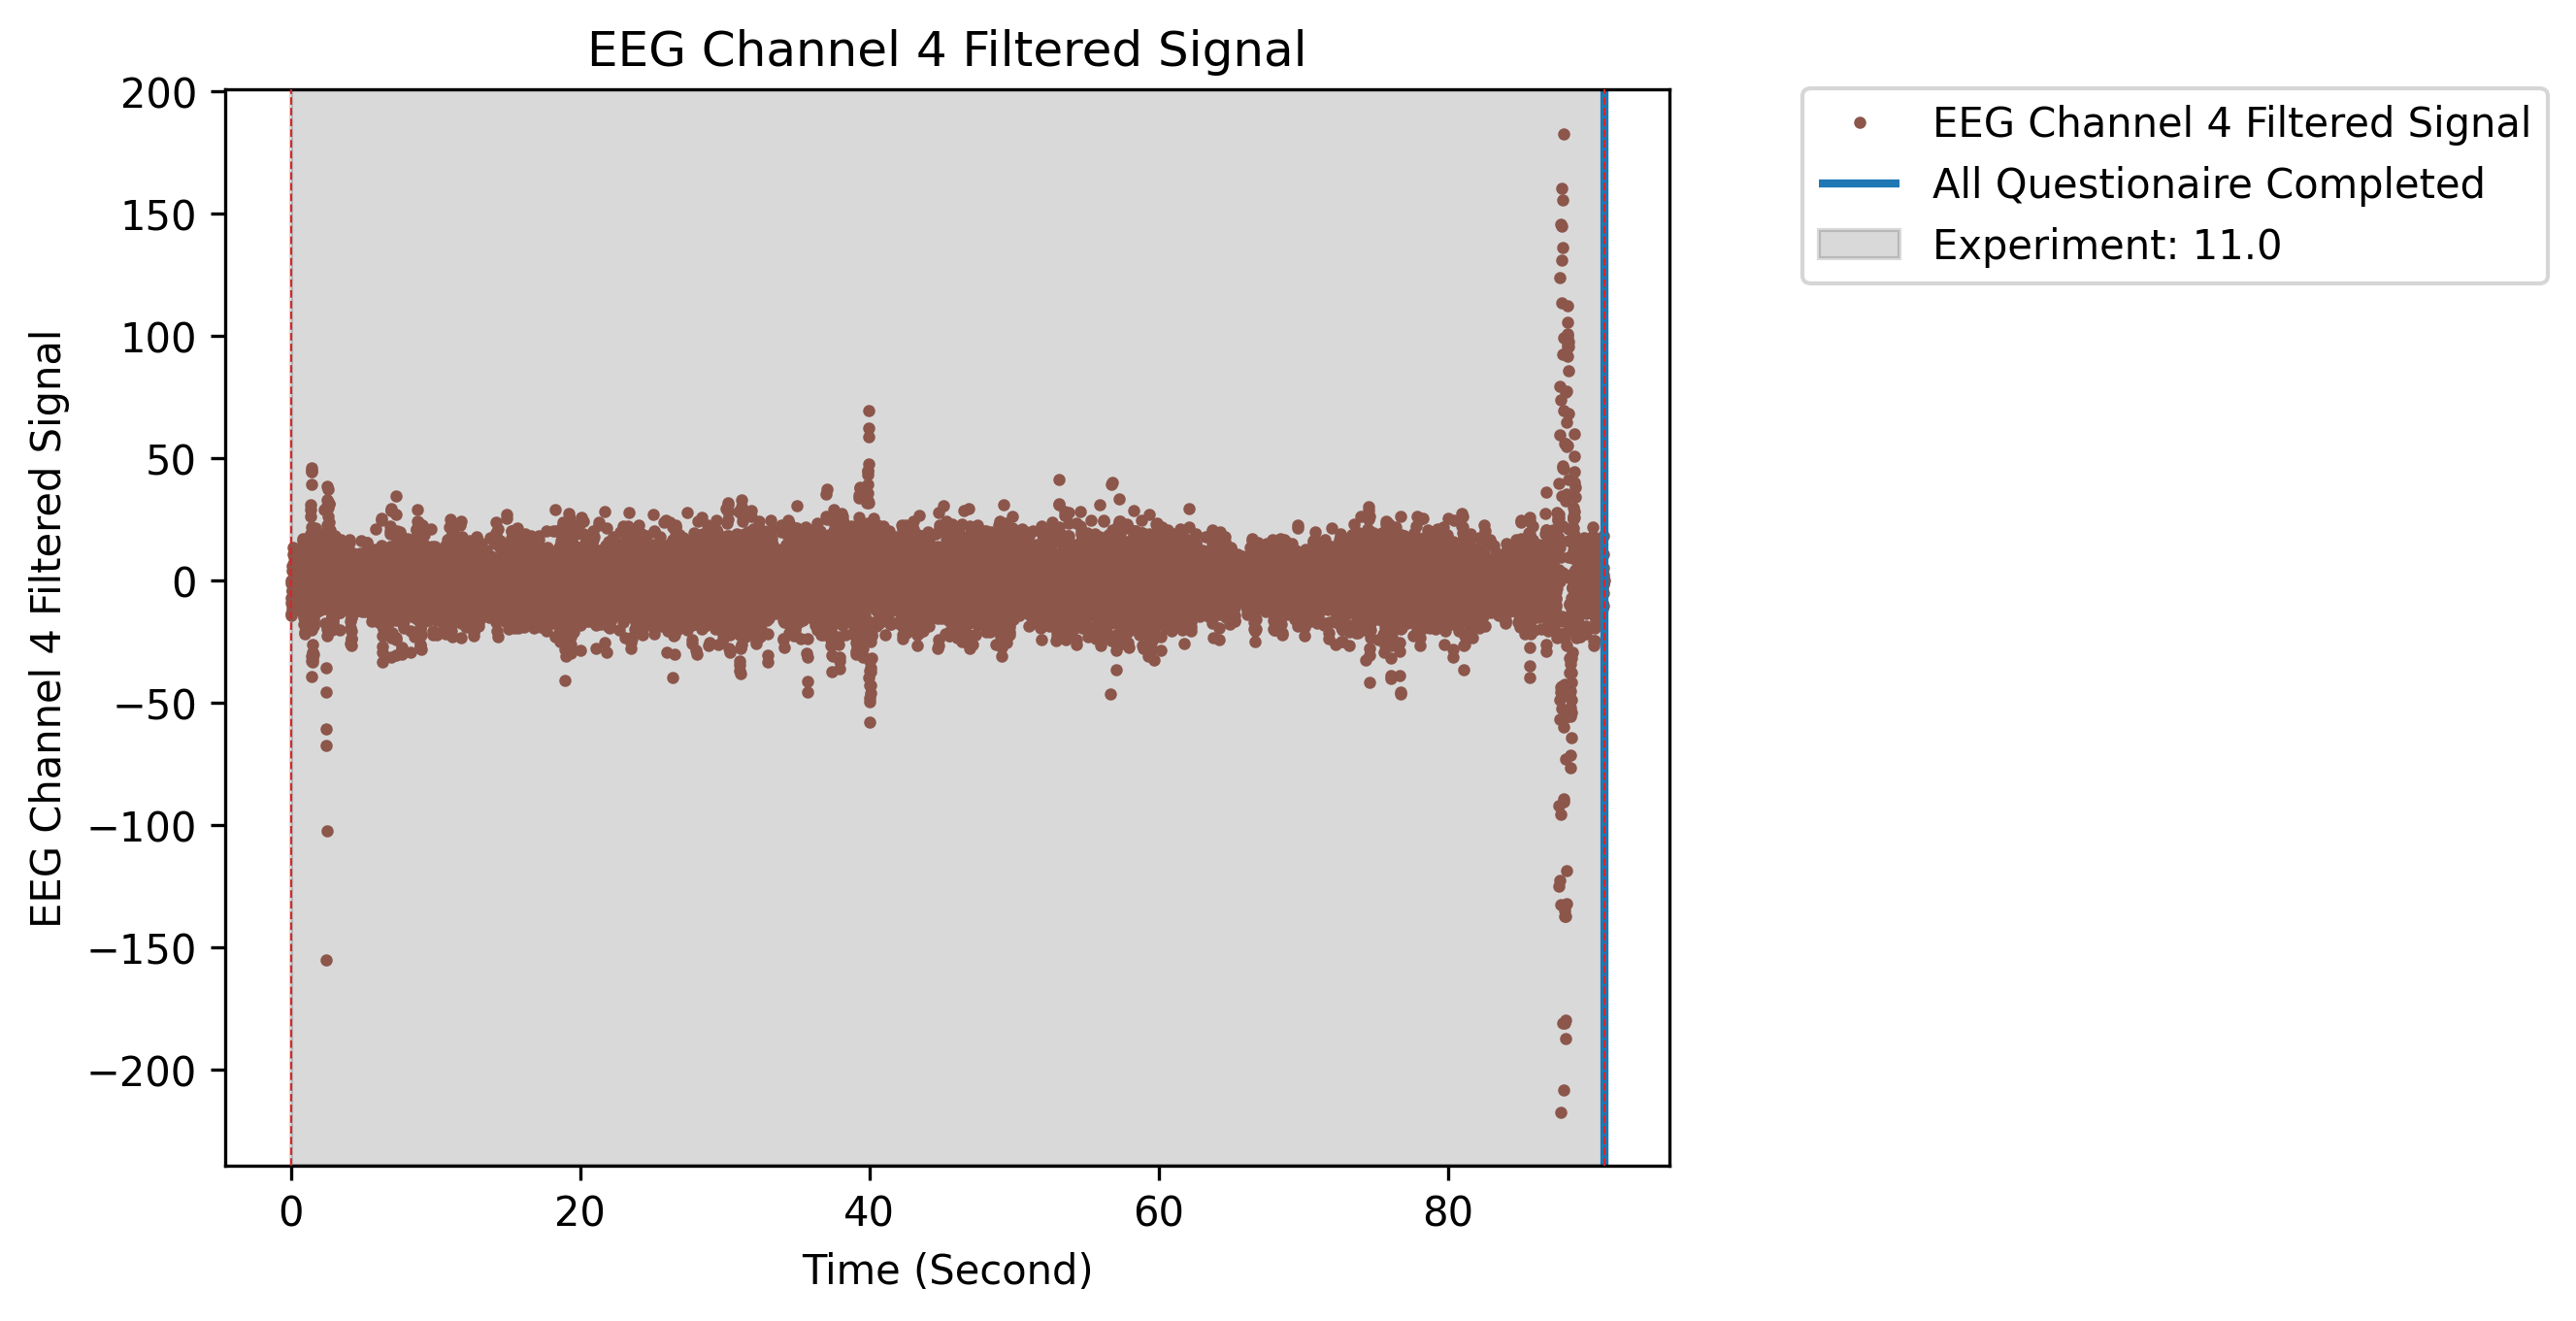 EEG Channel 4 Filtered Signal
200
150
100
50
0
−50
−100
−150
−200
EEG Channel 4 Filtered Signal
0
20
40
60
80
Time (Second)
EEG Channel 4 Filtered Signal
All Questionaire Completed
Experiment: 11.0